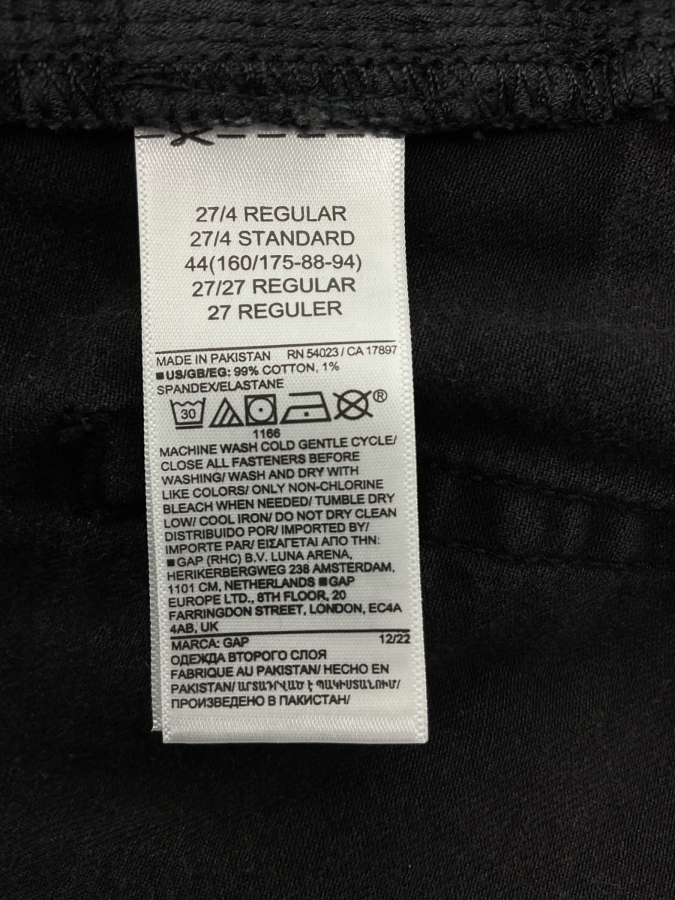 27/4 REGULAR
27/4 STANDARD
44(160/175-88-94)
27/27 REGULAR
27 REGULER
MADE IN PAKISTAN RN 54023 / CA 17897
■US/GB/EG: 99% COTTON, 1%
SPANDEX/ELASTANE
30 ®
1166
MACHINE WASH COLD GENTLE CYCLE/
CLOSE ALL FASTENERS BEFORE
WASHING/ WASH AND DRY WITH
LIKE COLORS/ ONLY NON-CHLORINE
BLEACH WHEN NEEDED/ TUMBLE DRY
LOW/ COOL IRON/ DO NOT DRY CLEAN
DISTRIBUIDO POR/ IMPORTED BY/
IMPORTE PAR/ ΕΙΣΑΓΕΤΑΙ ΑΠΟ ΤΗΝ:
■GAP (RHC) B.V. LUNA ARENA,
HERIKERBERGWEG 238 AMSTERDAM,
1101 CM, NETHERLANDS ■GAP
EUROPE LTD., 8TH FLOOR, 20
FARRINGDON STREET, LONDON, EC4A
4AB, UK
MARCA: GAP 12/22
ОДЕЖДА ВТОРОГО СЛОЯ
FABRIQUE AU PAKISTAN/ HECHO EN
PAKISTAN/ ԱՐՏԱԴՐՎԱԾ Է ՊԱԿԻՍՏԱՆՈՒՄ/
ПРОИЗВЕДЕНО В ПАКИСТАН/